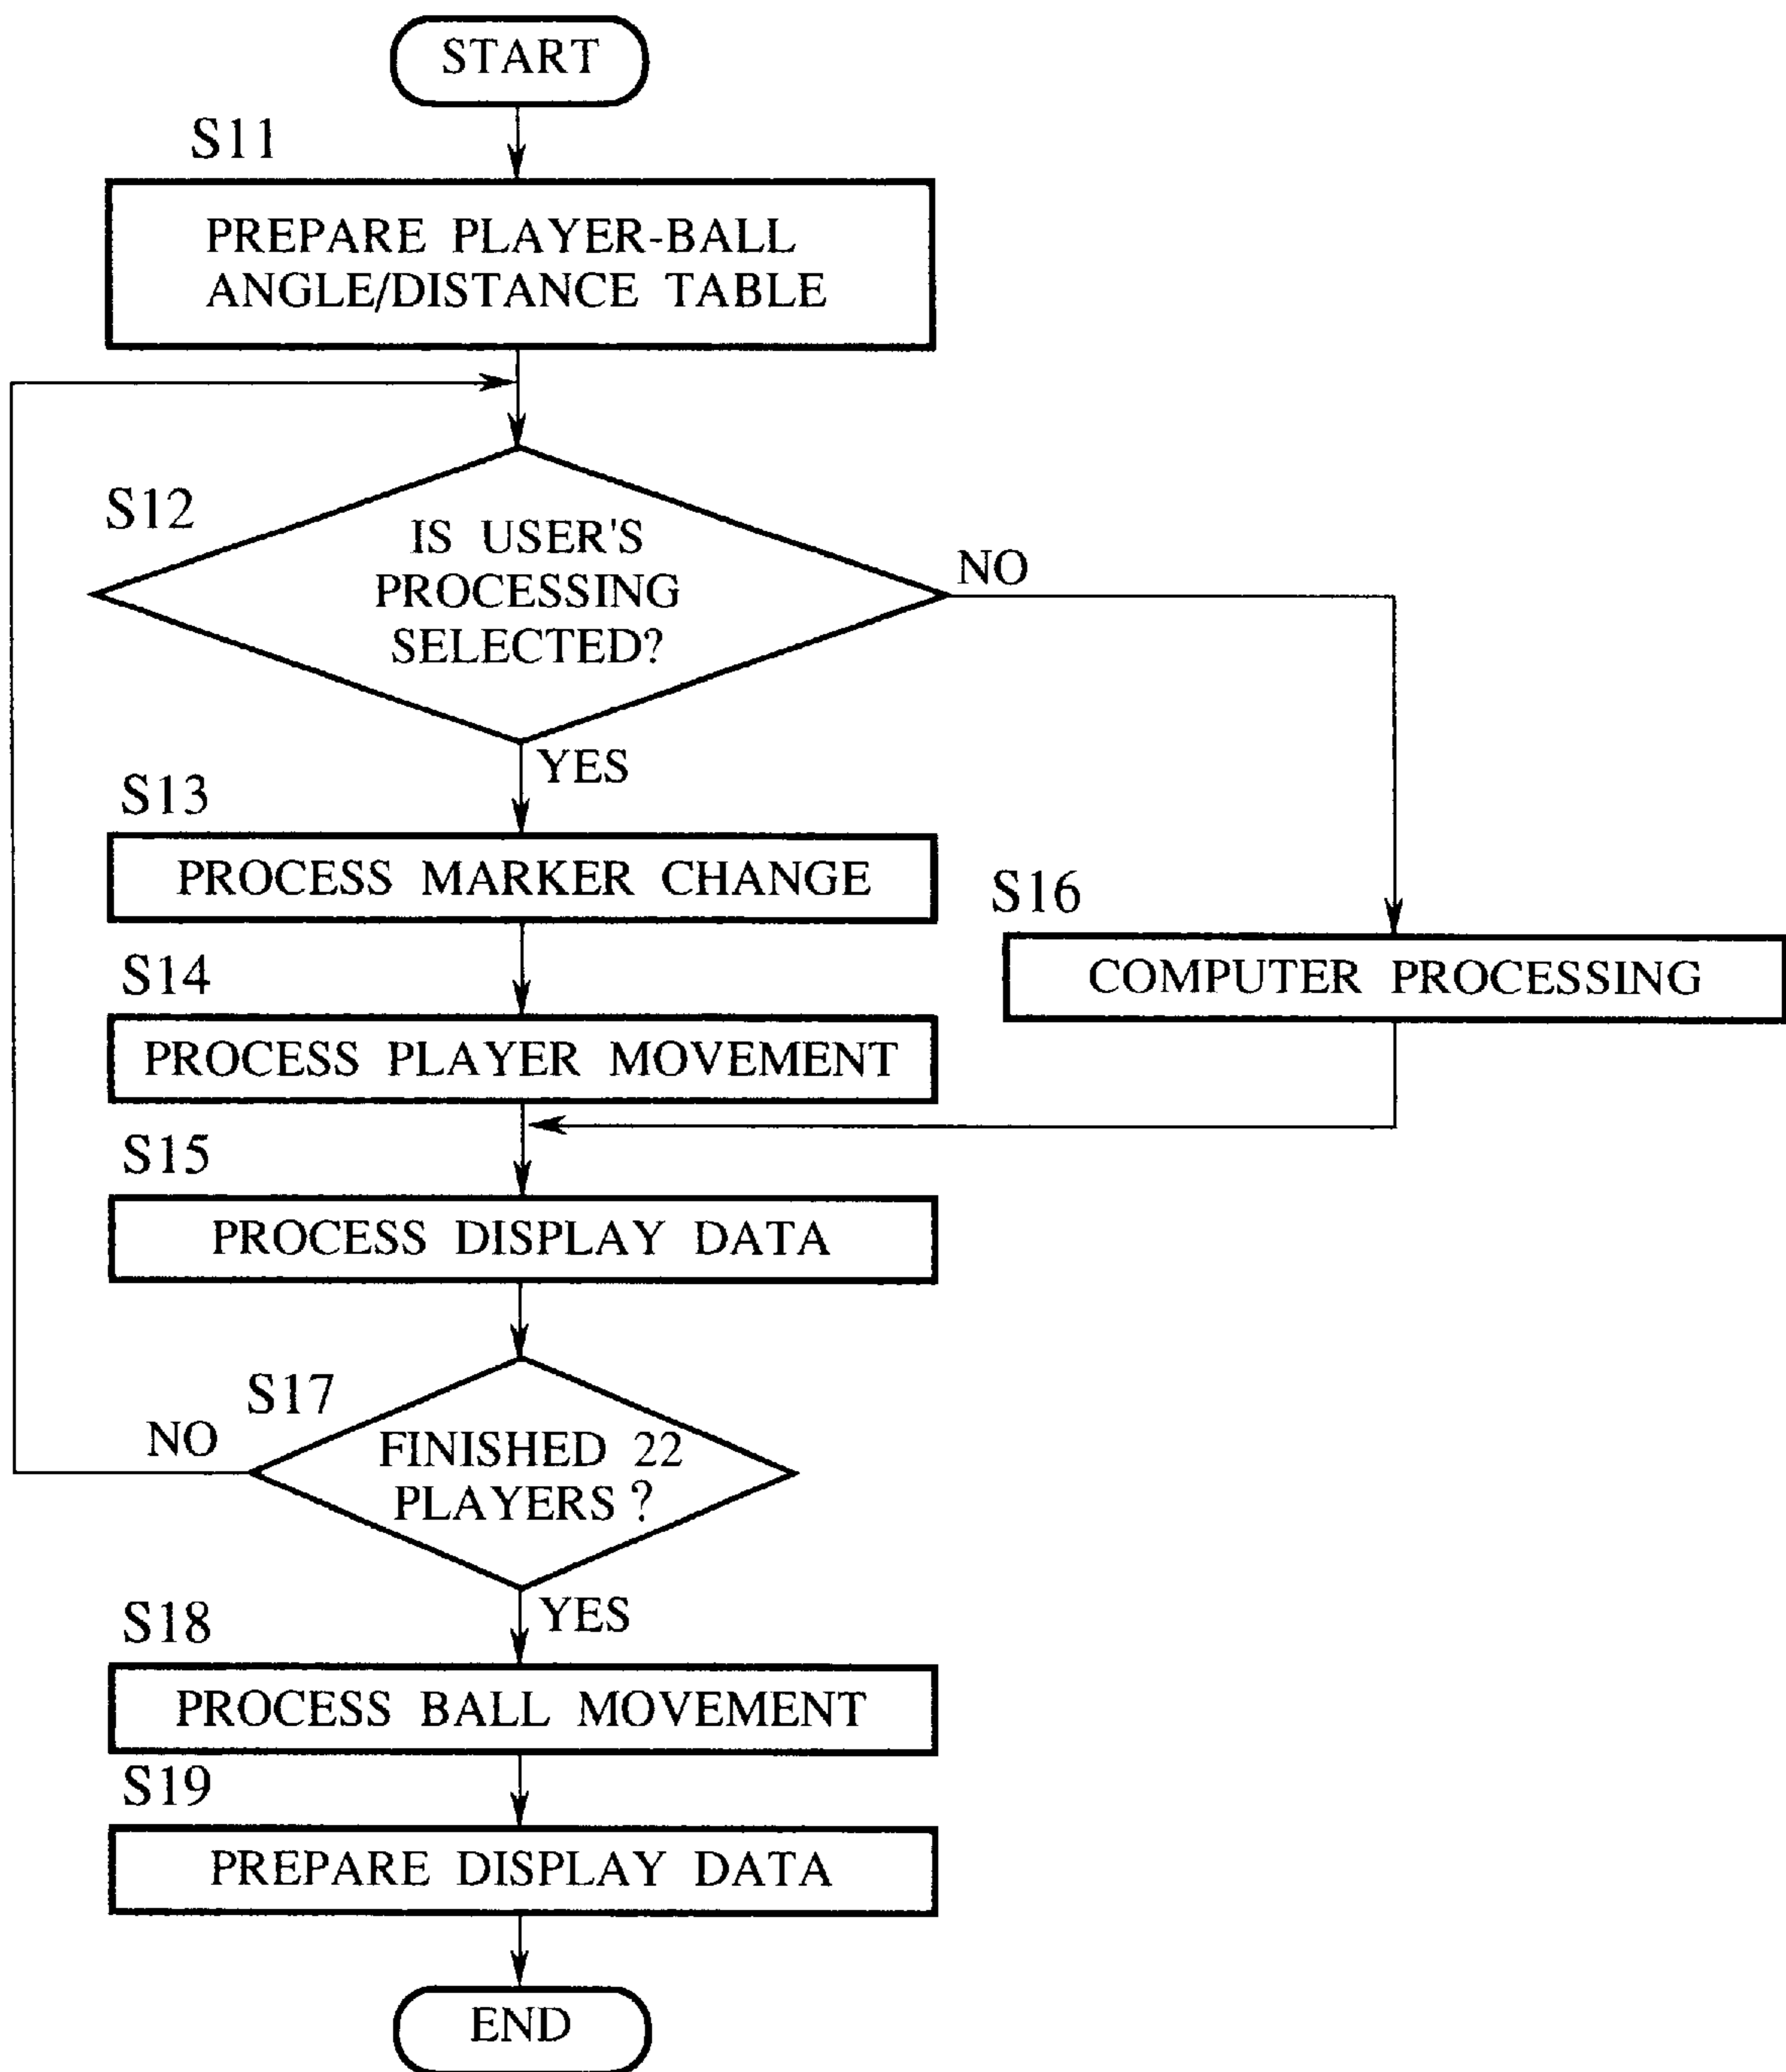 START
S11
PREPARE PLAYER-BALL
ANGLE/DISTANCE TABLE
S12
IS USER'S
PROCESSING
SELECTED?
NO
YES
S13
PROCESS MARKER CHANGE
S16
COMPUTER PROCESSING
S14
PROCESS PLAYER MOVEMENT
S15
PROCESS DISPLAY DATA
S17
NO
FINISHED 22
PLAYERS ?
YES
S18
PROCESS BALL MOVEMENT
S19
PREPARE DISPLAY DATA
END